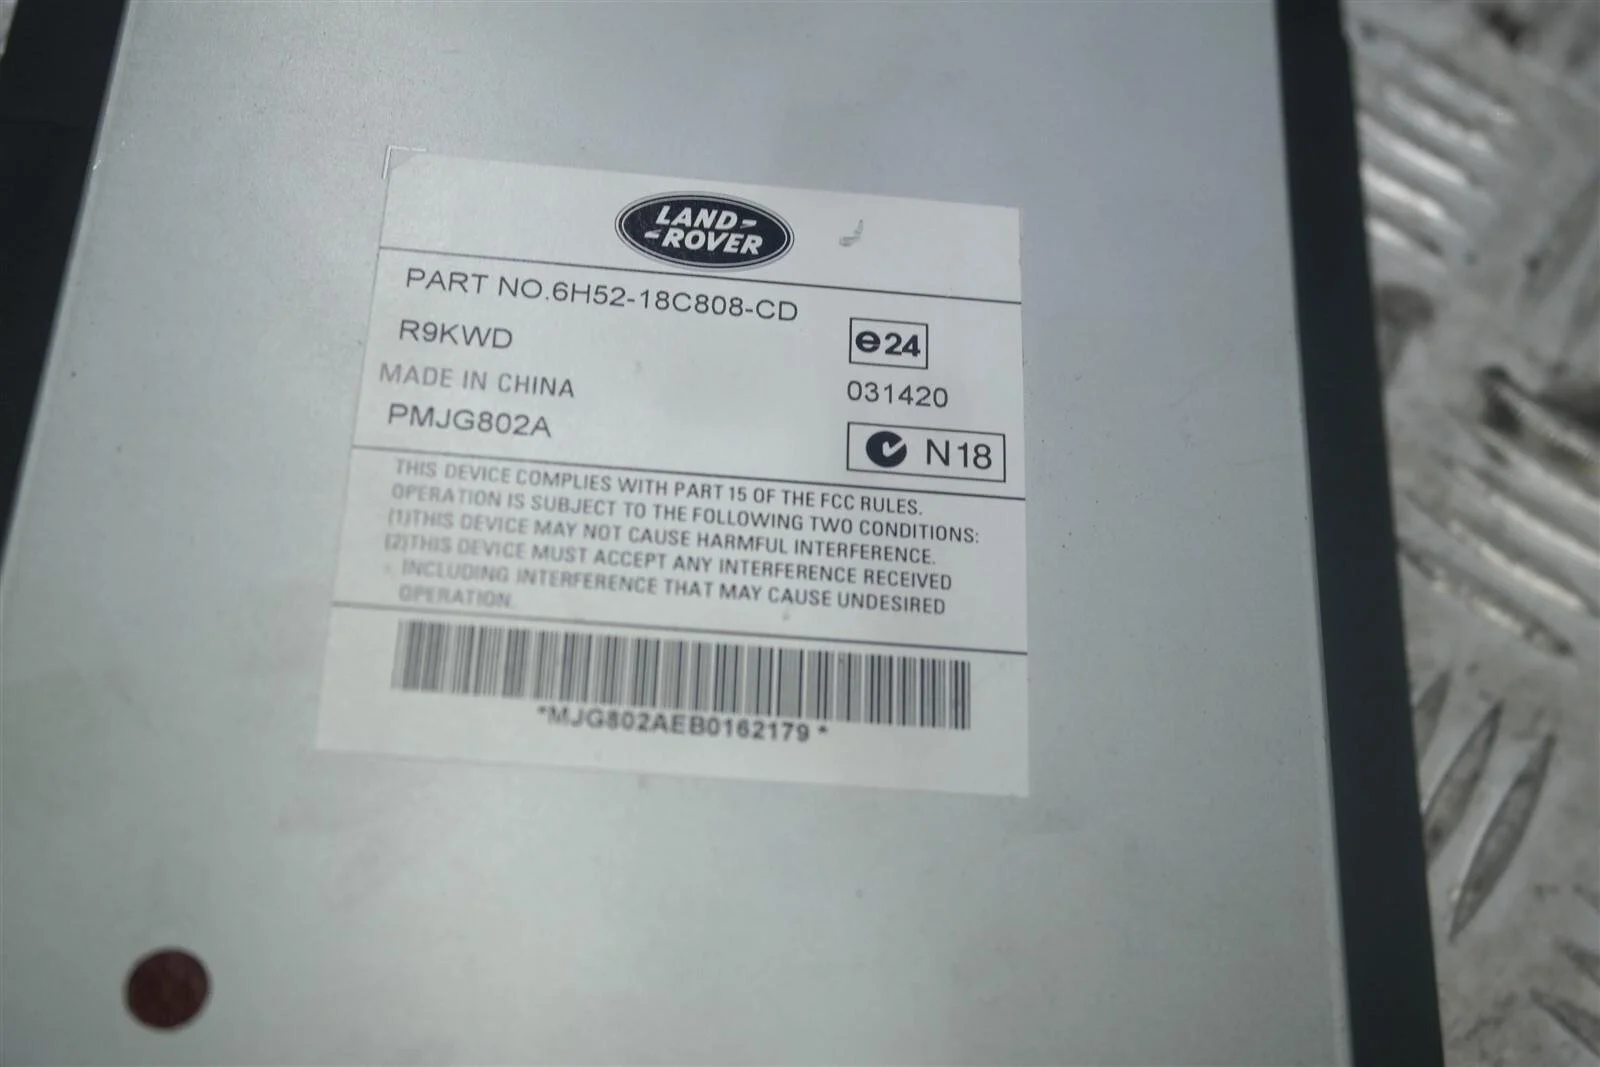 LAND-
-ROVER
PART NO.6H52-18C808-CD
R9KWD
e24
MADE IN CHINA
031420
PMJG802A
N18
THIS DEVICE COMPLIES WITH PART 15 OF THE FCC RULES.
OPERATION IS SUBJECT TO THE FOLLOWING TWO CONDITIONS:
(1)THIS DEVICE MAY NOT CAUSE HARMFUL INTERFERENCE.
(2)THIS DEVICE MUST ACCEPT ANY INTERFERENCE RECEIVED
INCLUDING INTERFERENCE THAT MAY CAUSE UNDESIRED
OPERATION.
*MJG802AEB0162179*